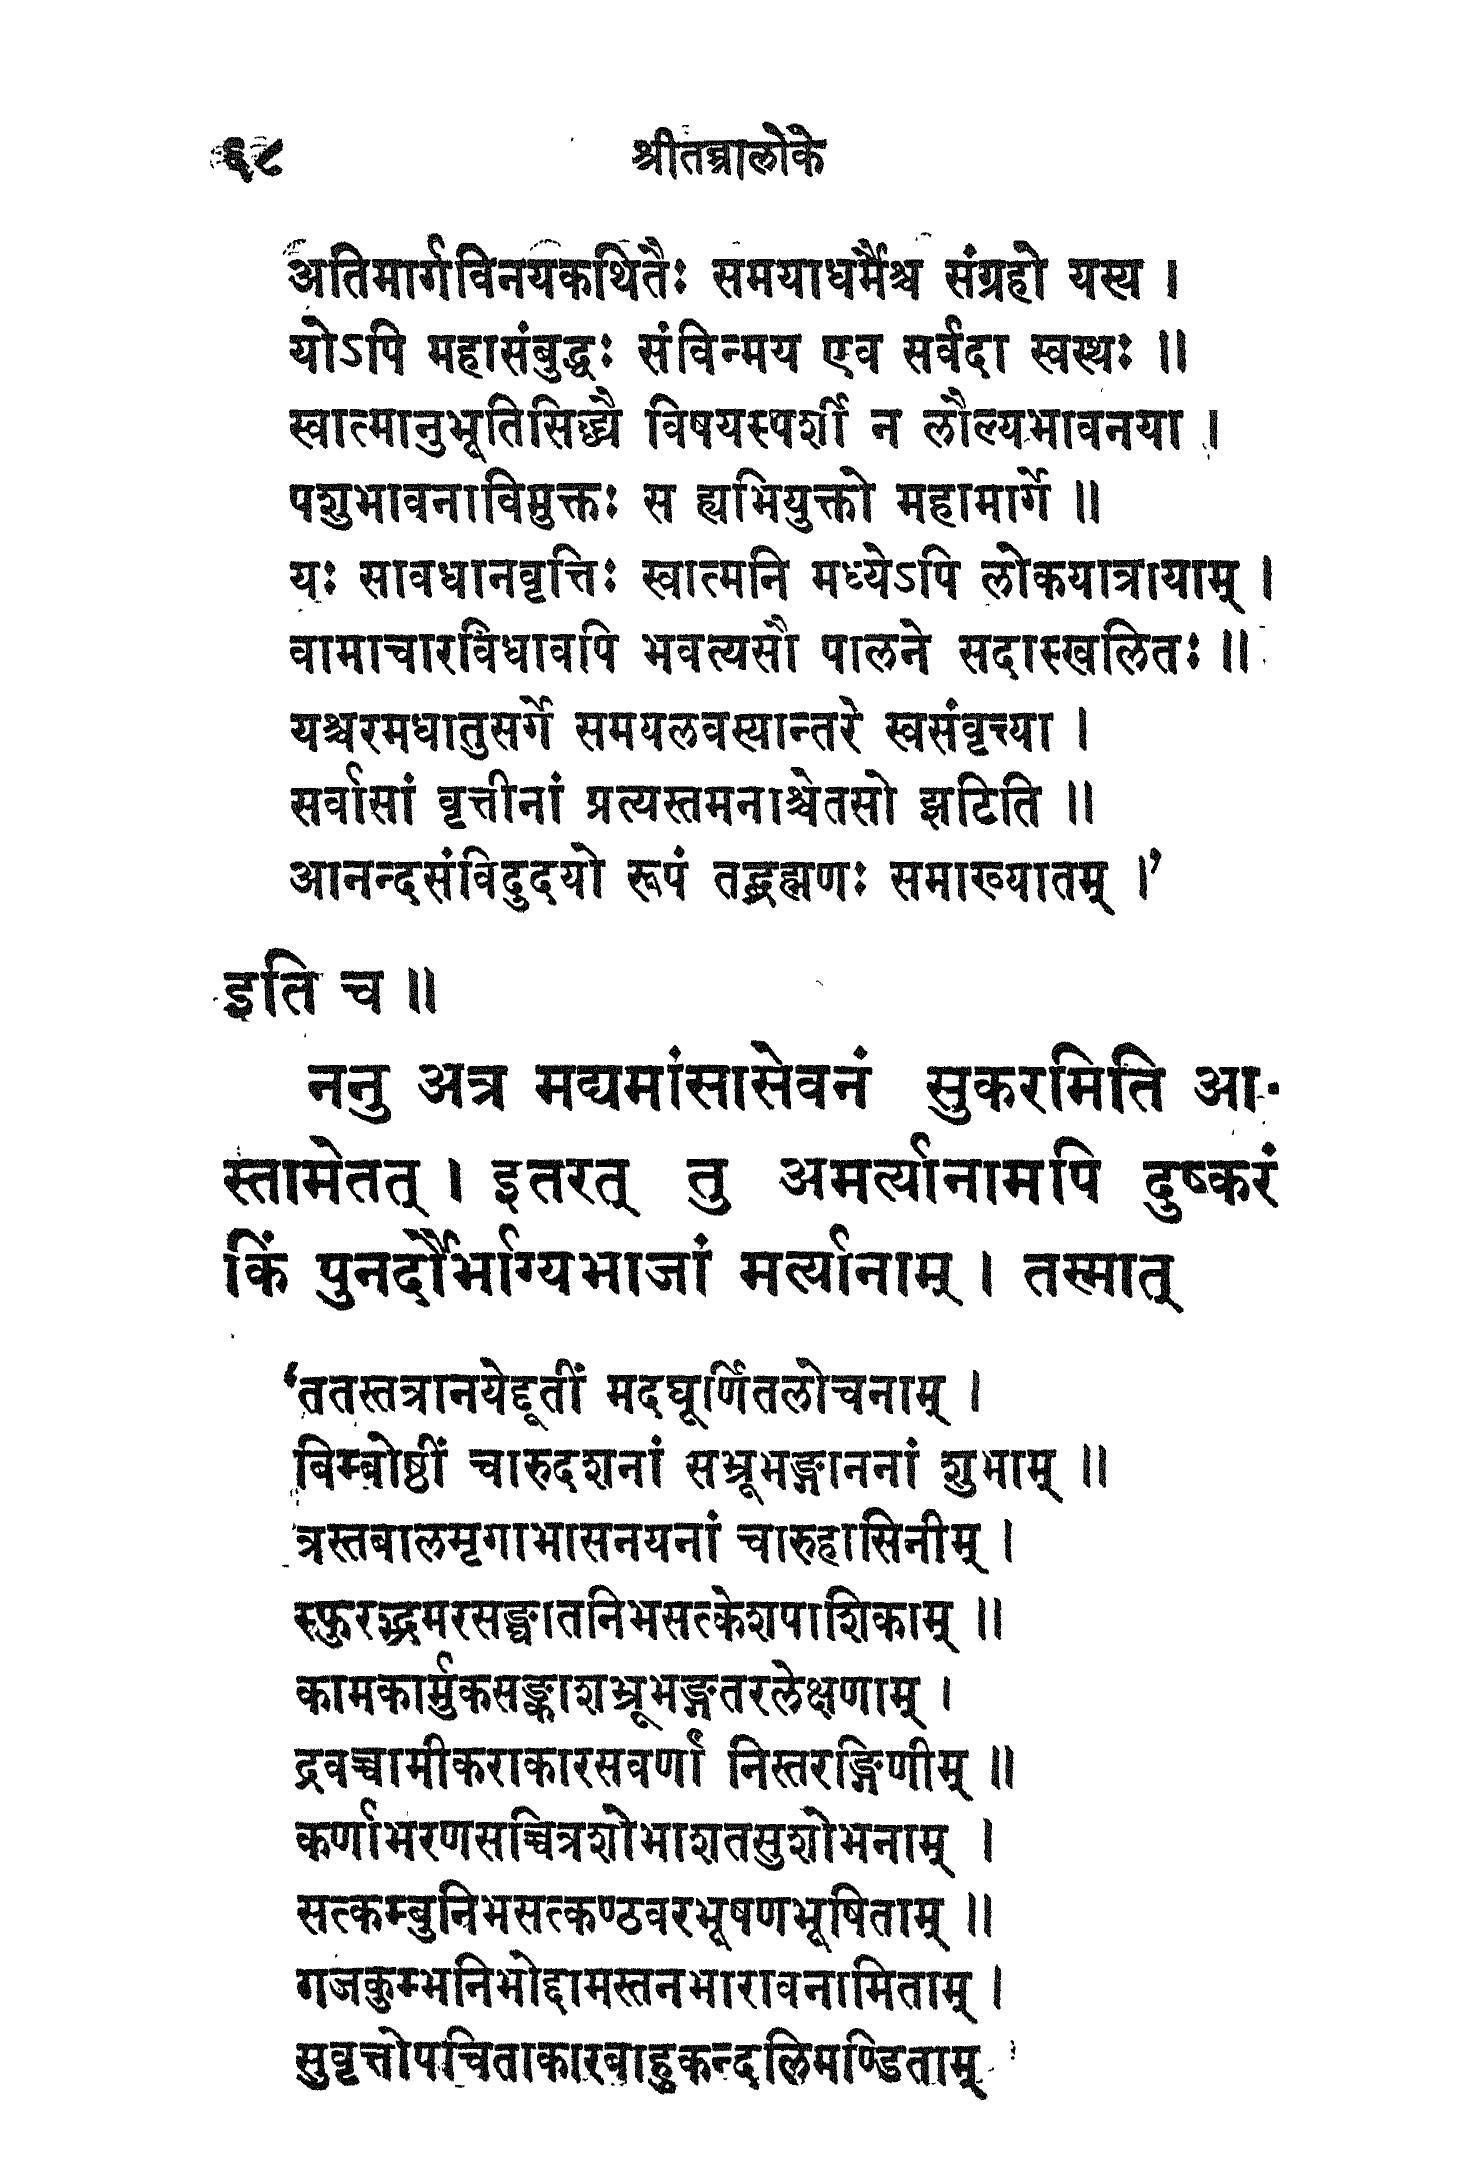 ६८
श्रीतन्त्रालोके
अतिमार्गविनयकथितैः समयाधर्मैश्च संग्रहो यस्य ।
योऽपि महासंबुद्धः संविन्मय एव सर्वदा स्वस्थः ॥
स्वात्मानुभूतिसिद्ध्यै विषयस्पर्शी न लौल्यभावनया ।
पशुभावनाविमुक्तः स ह्यभियुक्तो महामार्गे ॥
यः सावधानवृत्तिः स्वात्मनि मध्येऽपि लोकयात्रायाम् ।
वामाचारविधावपि भवत्यसौ पालने सदास्खलितः ॥
यश्चरमधातुसर्गे समयलवस्यान्तरे स्वसंवृत्त्या ।
सर्वासां वृत्तीनां प्रत्यस्तमनाश्चेतसो झटिति ॥
आनन्दसंविदुदयो रूपं तद्ब्रह्मणः समाख्यातम् ।'
इति च ॥
ननु अत्र मद्यमांसासेवनं सुकरमिति आ-
स्तामेतत् । इतरत् तु अमर्त्यानामपि दुष्करं
किं पुनर्दौर्भाग्यभाजां मर्त्यानाम् । तस्मात्
'ततस्तत्रानयेद्दूतीं मदघूर्णितलोचनाम् ।
बिम्बोष्ठीं चारुदशनां सभ्रूभङ्गाननां शुभाम् ॥
त्रस्तबालमृगाभासनयनां चारुहासिनीम् ।
स्फुरद्भ्रमरसङ्घातनिभसत्केशपाशिकाम् ॥
कामकार्मुकसङ्काशभ्रूभङ्गतरलेक्षणाम् ।
द्रवच्चामीकराकारसवर्णां निस्तरङ्गिणीम् ॥
कर्णाभरणसच्चित्रशोभाशतसुशोभनाम् ।
सत्कम्बुनिभसत्कण्ठवरभूषणभूषिताम् ॥
गजकुम्भनिभोद्दामस्तनभारावनामिताम् ।
सुवृत्तोपचिताकारबाहुकन्दलिमण्डिताम्